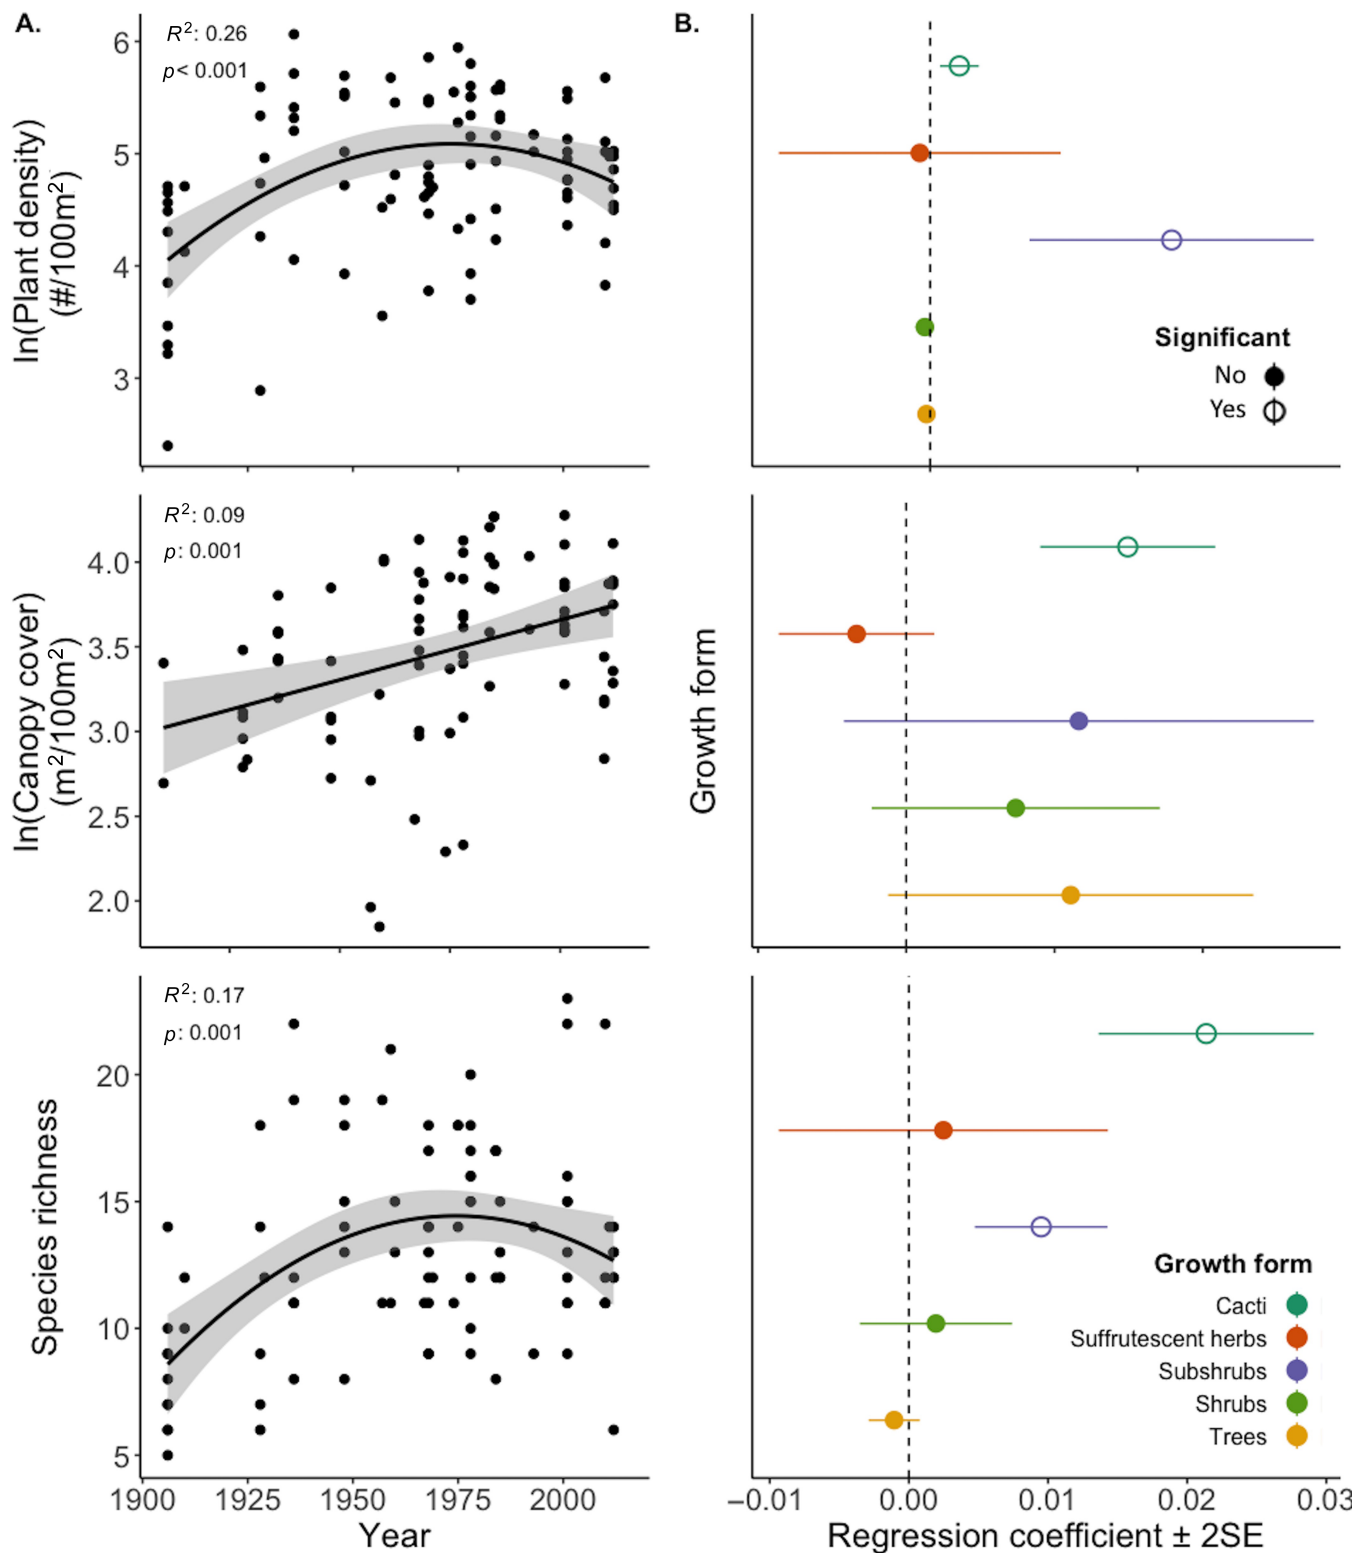 A.
R²: 0.26
p< 0.001
6
5
4
3
ln(Plant density)
(#/100m²)
B.
Significant
No
Yes
R²: 0.09
p: 0.001
4.0
3.5
3.0
2.5
2.0
ln(Canopy cover)
(m²/100m²)
Growth form
R²: 0.17
p: 0.001
20
15
10
5
Species richness
1900 1925 1950 1975 2000
Year
Growth form
Cacti
Suffrutescent herbs
Subshrubs
Shrubs
Trees
−0.01 0.00 0.01 0.02 0.03
Regression coefficient ± 2SE